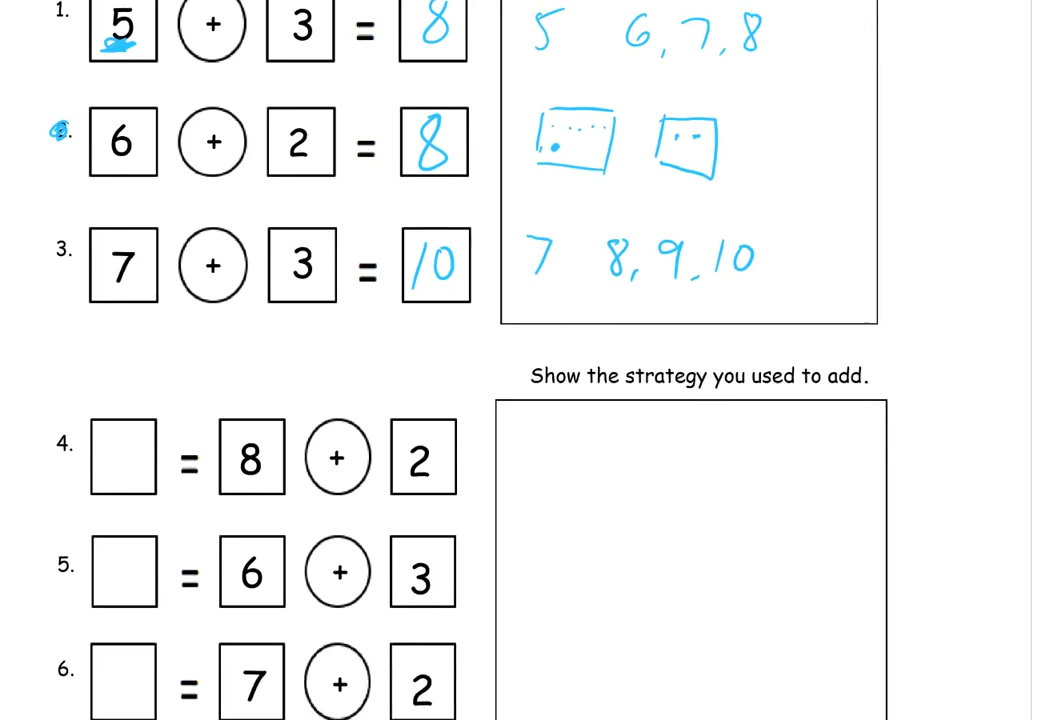 1. 5 + 3 = 8 5 6, 7, 8
6 + 2 = 8
3. 7 + 3 = 10 7 8, 9, 10
Show the strategy you used to add.
4. = 8 + 2
5. = 6 + 3
6. = 7 + 2